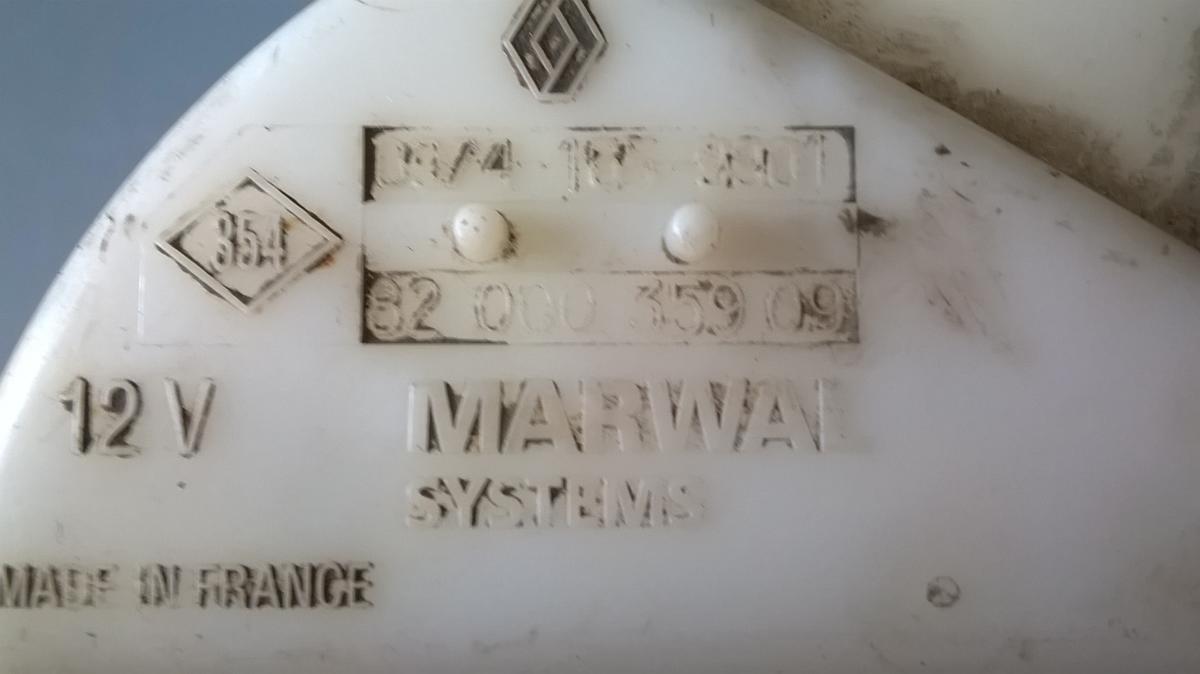 354
82 000 359 09
12 V
MARWAL
SYSTEMS
MADE IN FRANCE